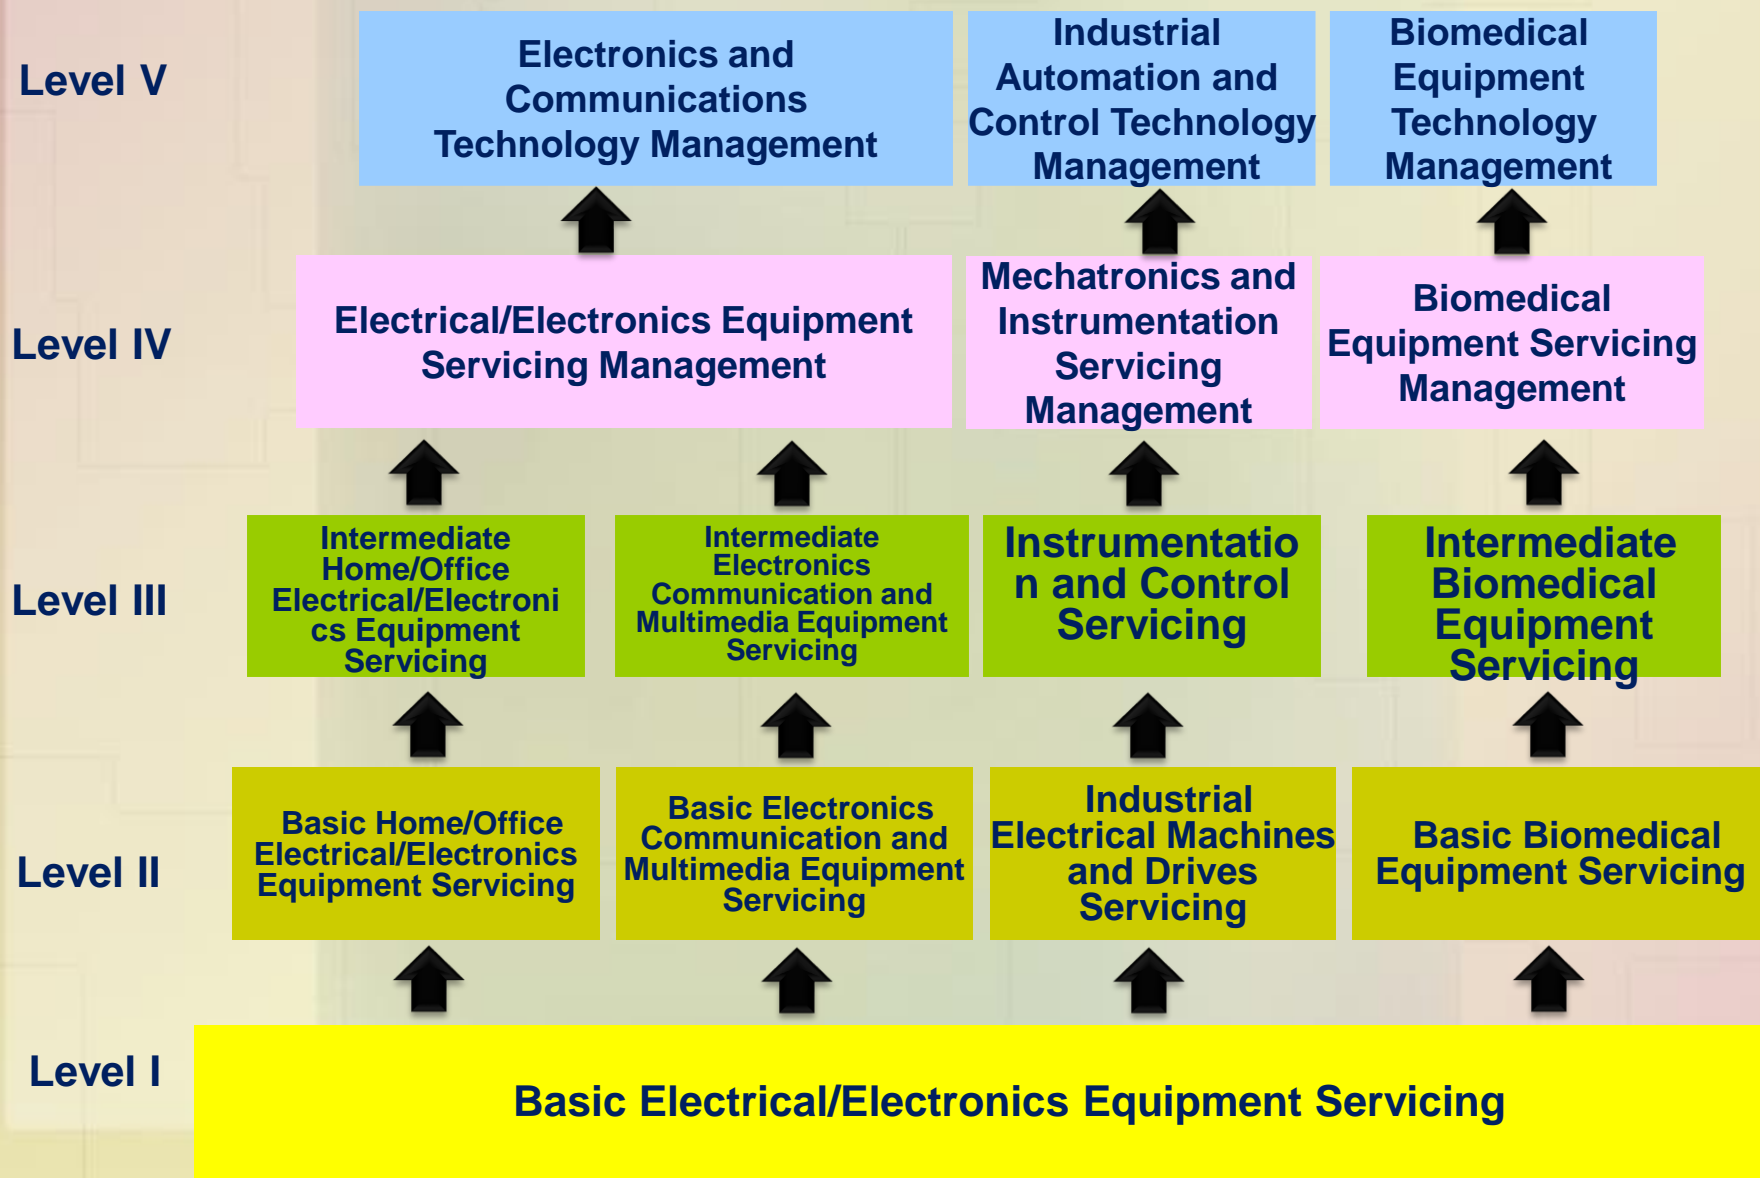 Level V
Electronics and
Communications
Technology Management
Industrial
Automation and
Control Technology
Management
Biomedical
Equipment
Technology
Management
Level IV
Electrical/Electronics Equipment
Servicing Management
Mechatronics and
Instrumentation
Servicing
Management
Biomedical
Equipment Servicing
Management
Level III
Intermediate
Home/Office
Electrical/Electroni
cs Equipment
Servicing
Intermediate
Electronics
Communication and
Multimedia Equipment
Servicing
Instrumentatio
n and Control
Servicing
Intermediate
Biomedical
Equipment
Servicing
Level II
Basic Home/Office
Electrical/Electronics
Equipment Servicing
Basic Electronics
Communication and
Multimedia Equipment
Servicing
Industrial
Electrical Machines
and Drives
Servicing
Basic Biomedical
Equipment Servicing
Level I
Basic Electrical/Electronics Equipment Servicing